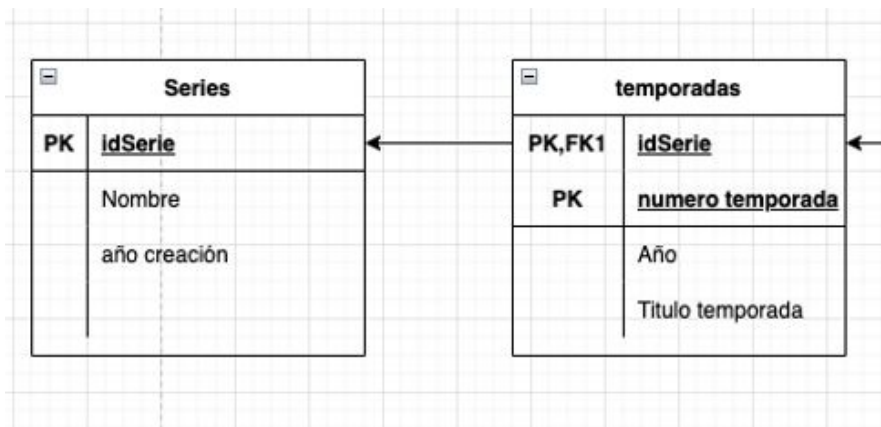 Series
PK idSerie
Nombre
año creación
temporadas
PK,FK1 idSerie
PK numero temporada
Año
Titulo temporada